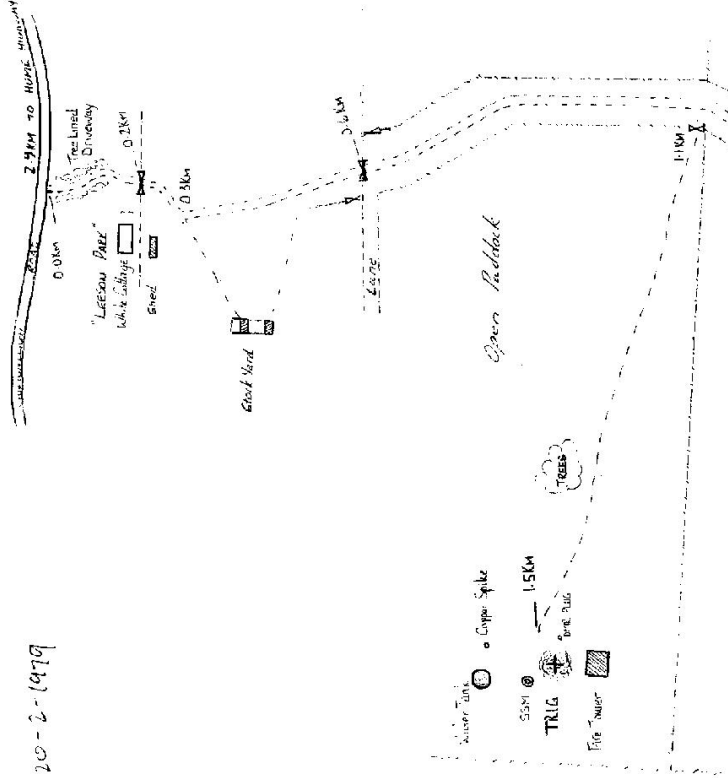 2.9KM TO HUME HIGHWAY
ROAD
0.0KM
Tree Lined
Driveway
0.2KM
"LEESON PARK"
White Cottage
Shed
0.3KM
Stock Yard
0.6KM
Lane
Open Paddock
1.1KM
TREES
Water Tank
Copper Spike
SSM
1.5KM
TRIG
DMR PLUG
Fire Tower
20-2-1979